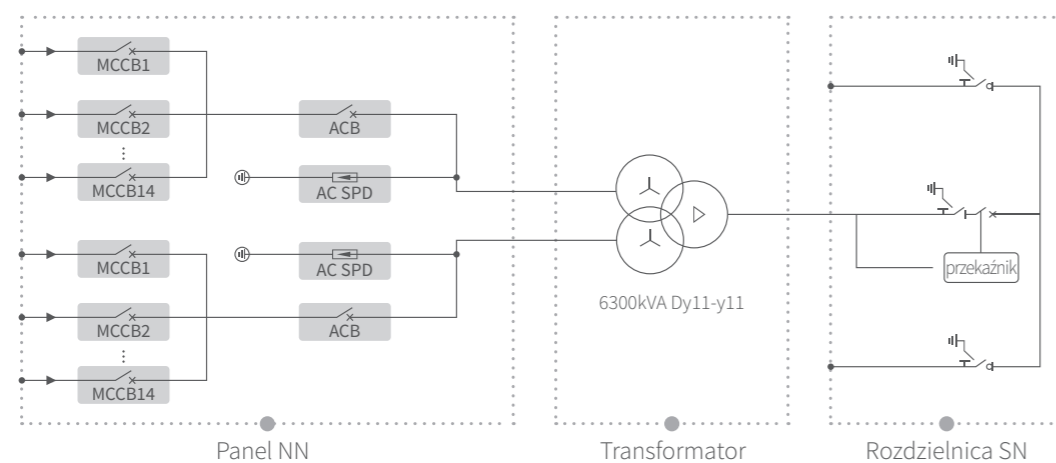 MCCB1
MCCB2
MCCB14
ACB
AC SPD
MCCB1
MCCB2
MCCB14
AC SPD
ACB
6300kVA Dy11-y11
przekaźnik
Panel NN
Transformator
Rozdzielnica SN